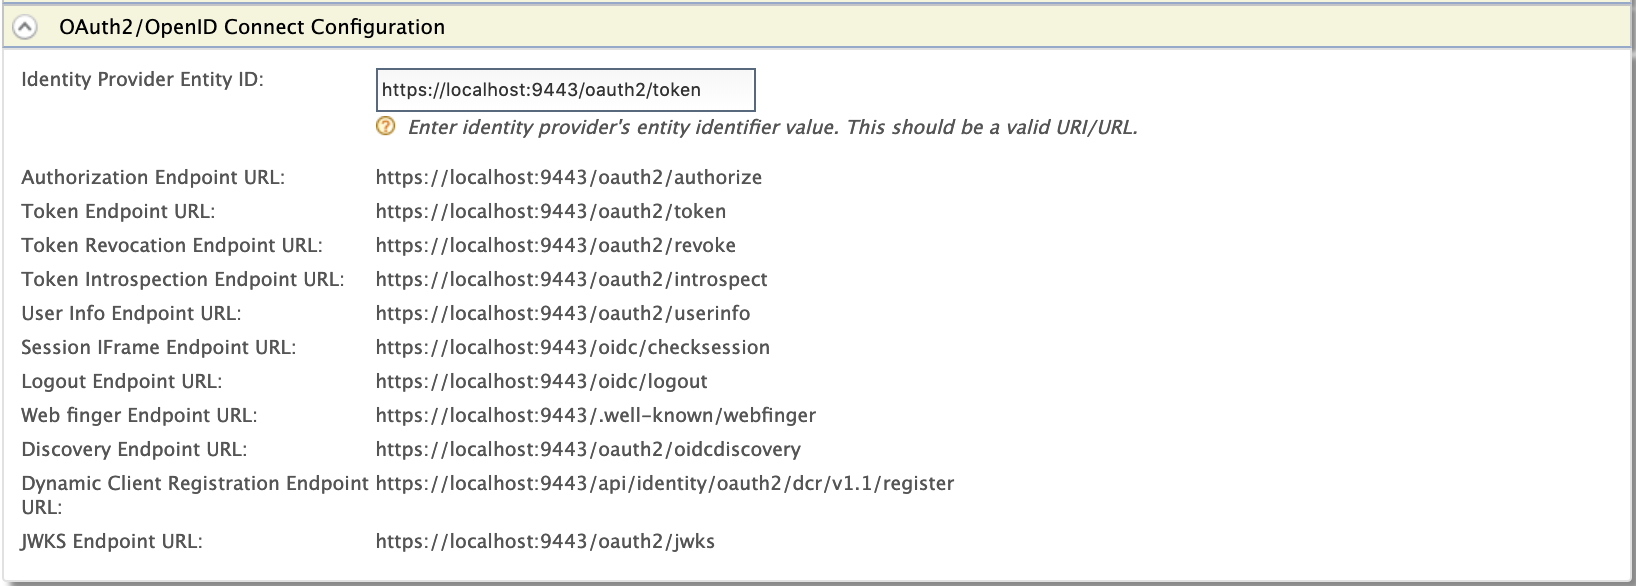 OAuth2/OpenID Connect Configuration
Identity Provider Entity ID:
https://localhost:9443/oauth2/token
Enter identity provider's entity identifier value. This should be a valid URI/URL.
Authorization Endpoint URL: https://localhost:9443/oauth2/authorize
Token Endpoint URL: https://localhost:9443/oauth2/token
Token Revocation Endpoint URL: https://localhost:9443/oauth2/revoke
Token Introspection Endpoint URL: https://localhost:9443/oauth2/introspect
User Info Endpoint URL: https://localhost:9443/oauth2/userinfo
Session IFrame Endpoint URL: https://localhost:9443/oidc/checksession
Logout Endpoint URL: https://localhost:9443/oidc/logout
Web finger Endpoint URL: https://localhost:9443/.well-known/webfinger
Discovery Endpoint URL: https://localhost:9443/oauth2/oidcdiscovery
Dynamic Client Registration Endpoint https://localhost:9443/api/identity/oauth2/dcr/v1.1/register
URL:
JWKS Endpoint URL: https://localhost:9443/oauth2/jwks